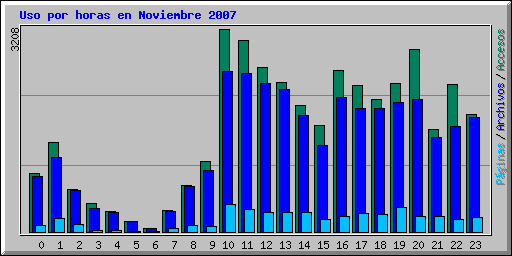 Uso por horas en Noviembre 2007
3208
Páginas / Archivos / Accesos
0 1 2 3 4 5 6 7 8 9 10 11 12 13 14 15 16 17 18 19 20 21 22 23